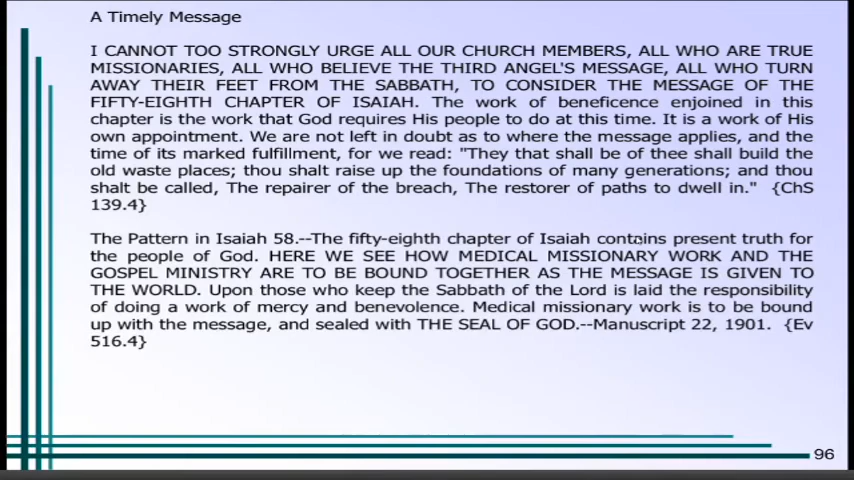 A Timely Message
I CANNOT TOO STRONGLY URGE ALL OUR CHURCH MEMBERS, ALL WHO ARE TRUE
MISSIONARIES, ALL WHO BELIEVE THE THIRD ANGEL'S MESSAGE, ALL WHO TURN
AWAY THEIR FEET FROM THE SABBATH, TO CONSIDER THE MESSAGE OF THE
FIFTY-EIGHTH CHAPTER OF ISAIAH. The work of beneficence enjoined in this
chapter is the work that God requires His people to do at this time. It is a work of His
own appointment. We are not left in doubt as to where the message applies, and the
time of its marked fulfillment, for we read: "They that shall be of thee shall build the
old waste places; thou shalt raise up the foundations of many generations; and thou
shalt be called, The repairer of the breach, The restorer of paths to dwell in." {ChS
139.4}
The Pattern in Isaiah 58.--The fifty-eighth chapter of Isaiah contains present truth for
the people of God. HERE WE SEE HOW MEDICAL MISSIONARY WORK AND THE
GOSPEL MINISTRY ARE TO BE BOUND TOGETHER AS THE MESSAGE IS GIVEN TO
THE WORLD. Upon those who keep the Sabbath of the Lord is laid the responsibility
of doing a work of mercy and benevolence. Medical missionary work is to be bound
up with the message, and sealed with THE SEAL OF GOD.--Manuscript 22, 1901. {Ev
516.4}
96